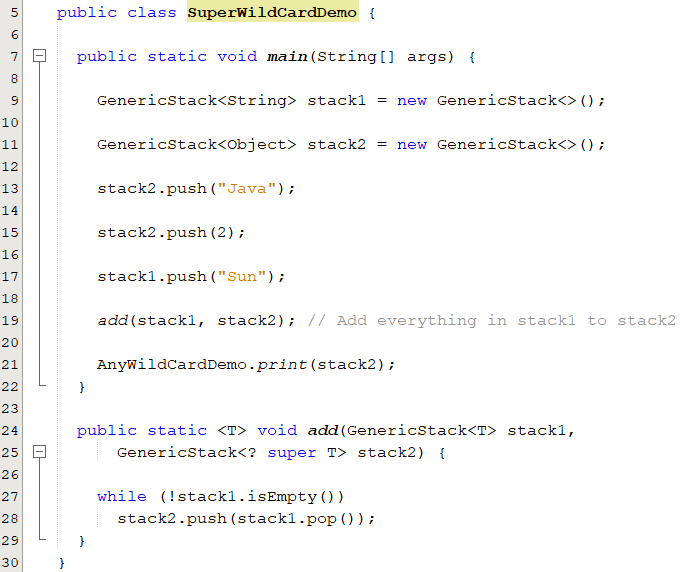 5 public class SuperWildCardDemo {
6
7 public static void main(String[] args) {
8
9 GenericStack<String> stack1 = new GenericStack<>();
10
11 GenericStack<Object> stack2 = new GenericStack<>();
12
13 stack2.push("Java");
14
15 stack2.push(2);
16
17 stack1.push("Sun");
18
19 add(stack1, stack2); // Add everything in stack1 to stack2
20
21 AnyWildCardDemo.print(stack2);
22 }
23
24 public static <T> void add(GenericStack<T> stack1,
25 GenericStack<? super T> stack2) {
26
27 while (!stack1.isEmpty())
28 stack2.push(stack1.pop());
29 }
30 }